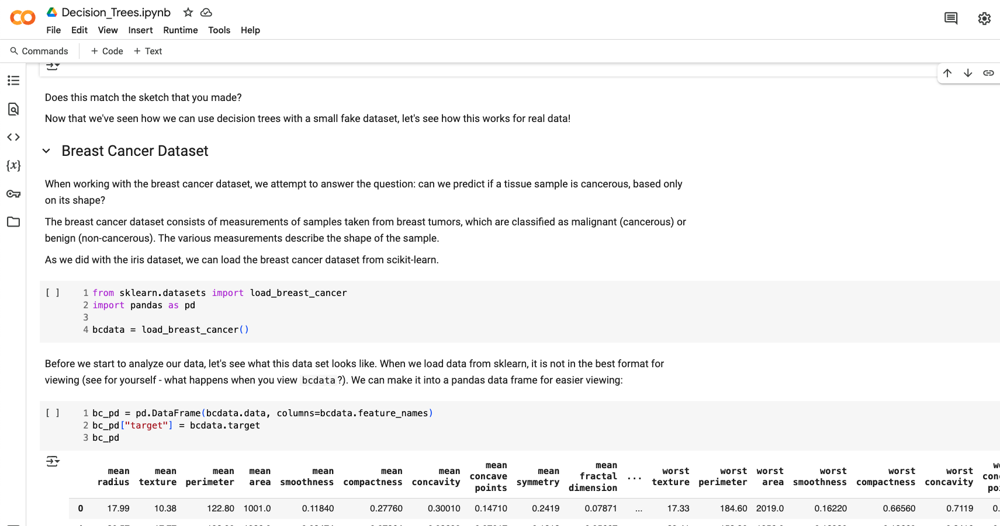 Decision_Trees.ipynb
File Edit View Insert Runtime Tools Help
Commands + Code + Text
Does this match the sketch that you made?
Now that we've seen how we can use decision trees with a small fake dataset, let's see how this works for real data!
Breast Cancer Dataset
When working with the breast cancer dataset, we attempt to answer the question: can we predict if a tissue sample is cancerous, based only
on its shape?
The breast cancer dataset consists of measurements of samples taken from breast tumors, which are classified as malignant (cancerous) or
benign (non-cancerous). The various measurements describe the shape of the sample.
As we did with the iris dataset, we can load the breast cancer dataset from scikit-learn.
[ ] 1 from sklearn.datasets import load_breast_cancer
2 import pandas as pd
3
4 bcdata = load_breast_cancer()
Before we start to analyze our data, let's see what this data set looks like. When we load data from sklearn, it is not in the best format for
viewing (see for yourself - what happens when you view bcdata ?). We can make it into a pandas data frame for easier viewing:
[ ] 1 bc_pd = pd.DataFrame(bcdata.data, columns=bcdata.feature_names)
2 bc_pd["target"] = bcdata.target
3 bc_pd
mean radius mean texture mean perimeter mean area mean smoothness mean compactness mean concavity mean concave points mean symmetry mean fractal dimension ... worst texture worst perimeter worst area worst smoothness worst compactness worst concavity
0 17.99 10.38 122.80 1001.0 0.11840 0.27760 0.30010 0.14710 0.2419 0.07871 ... 17.33 184.60 2019.0 0.16220 0.66560 0.7119 0.